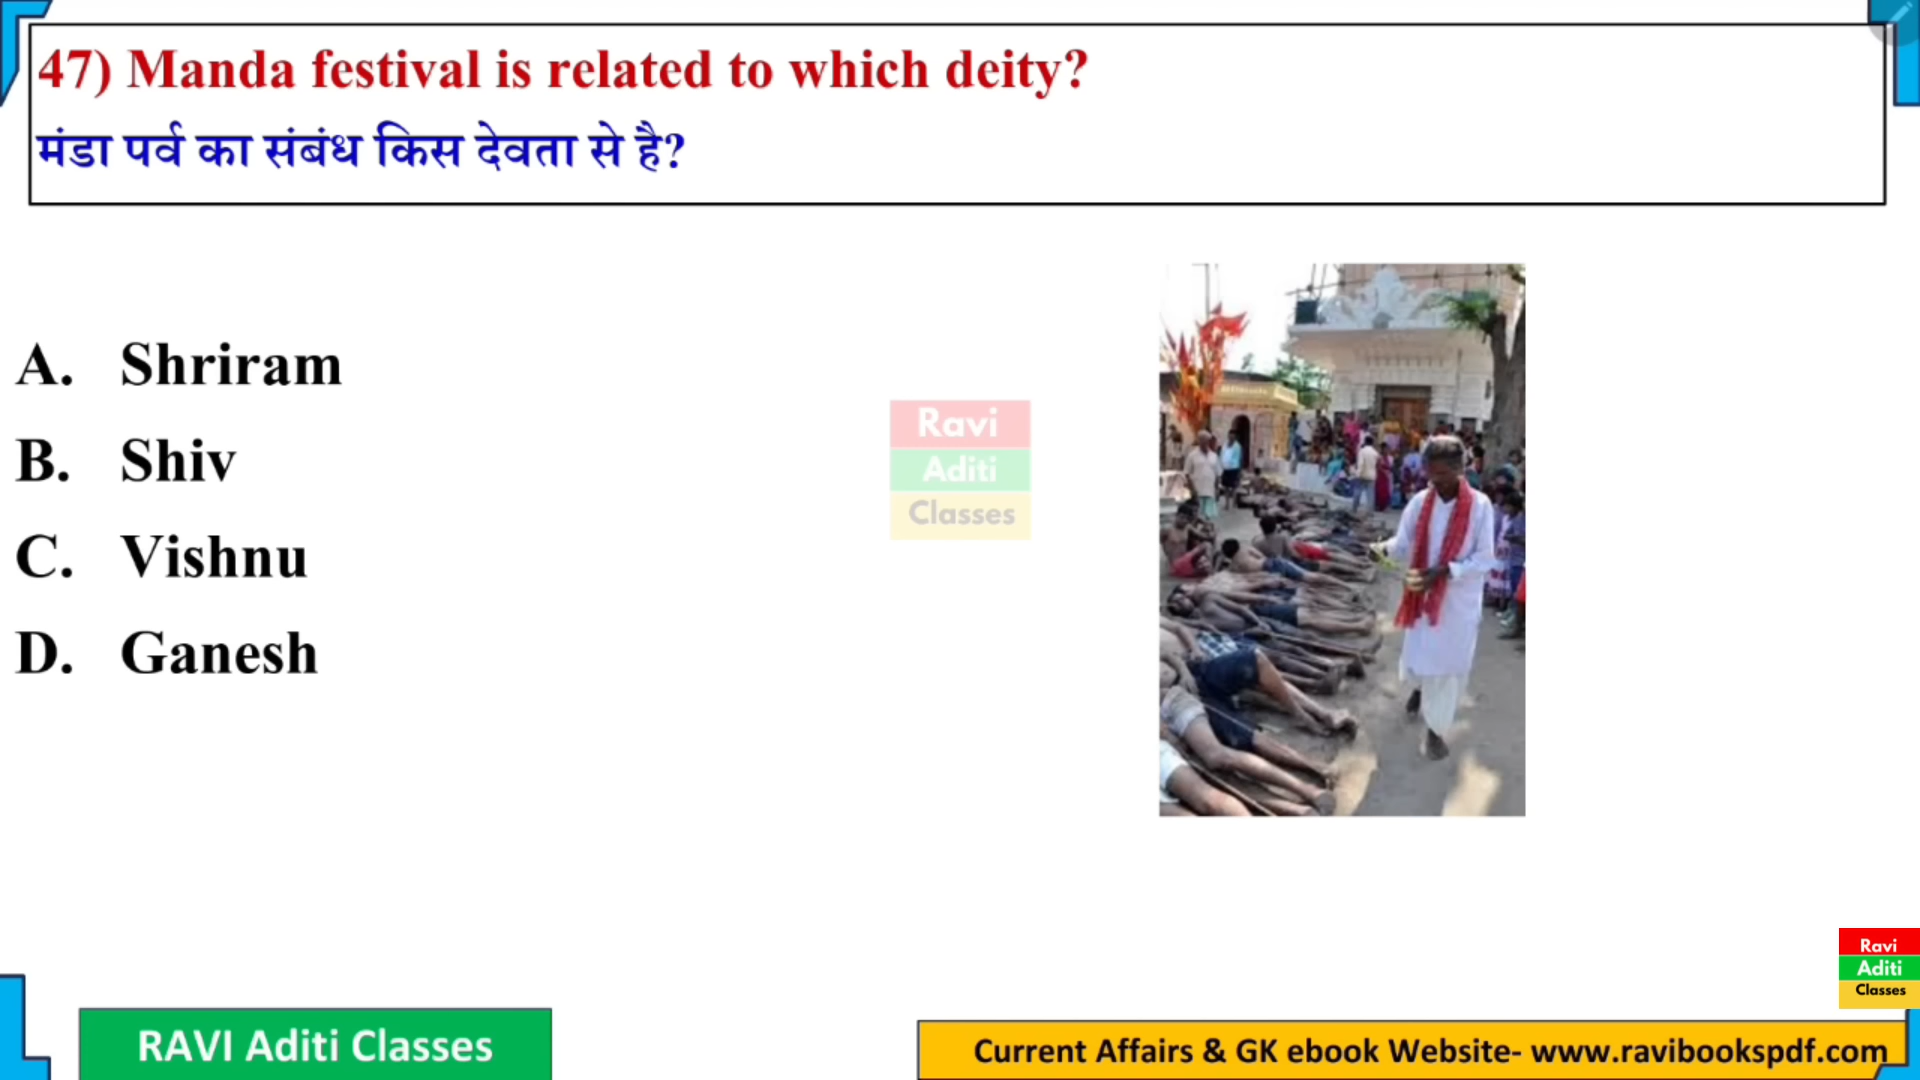 47) Manda festival is related to which deity?
मंडा पर्व का संबंध किस देवता से है?
A. Shriram
B. Shiv
C. Vishnu
D. Ganesh
Ravi
Aditi
Classes
Ravi
Aditi
Classes
RAVI Aditi Classes
Current Affairs & GK ebook Website- www.ravibookspdf.com